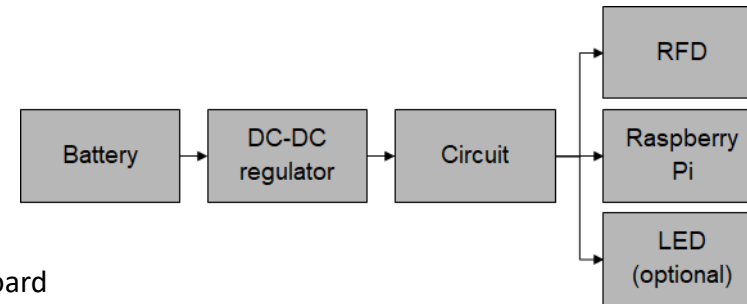 RFD
Battery
DC-DC
regulator
Circuit
Raspberry
Pi
LED
(optional)